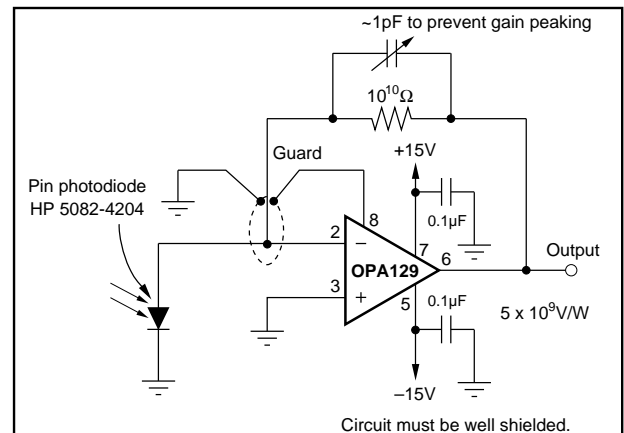 ~1pF to prevent gain peaking
10¹⁰Ω
Guard
+15V
Pin photodiode
HP 5082-4204
8
0.1µF
2
−
7
6
Output
OPA129
3
+
5
0.1µF
5 x 10⁹V/W
–15V
Circuit must be well shielded.